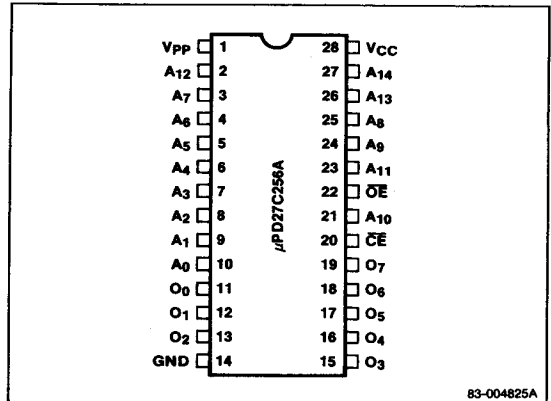 VPP 1 28 VCC
A12 2 27 A14
A7 3 26 A13
A6 4 25 A8
A5 5 24 A9
A4 6 23 A11
A3 7 22 OE
A2 8 21 A10
A1 9 20 CE
A0 10 19 O7
O0 11 18 O6
O1 12 17 O5
O2 13 16 O4
GND 14 15 O3
μPD27C256A
83-004825A